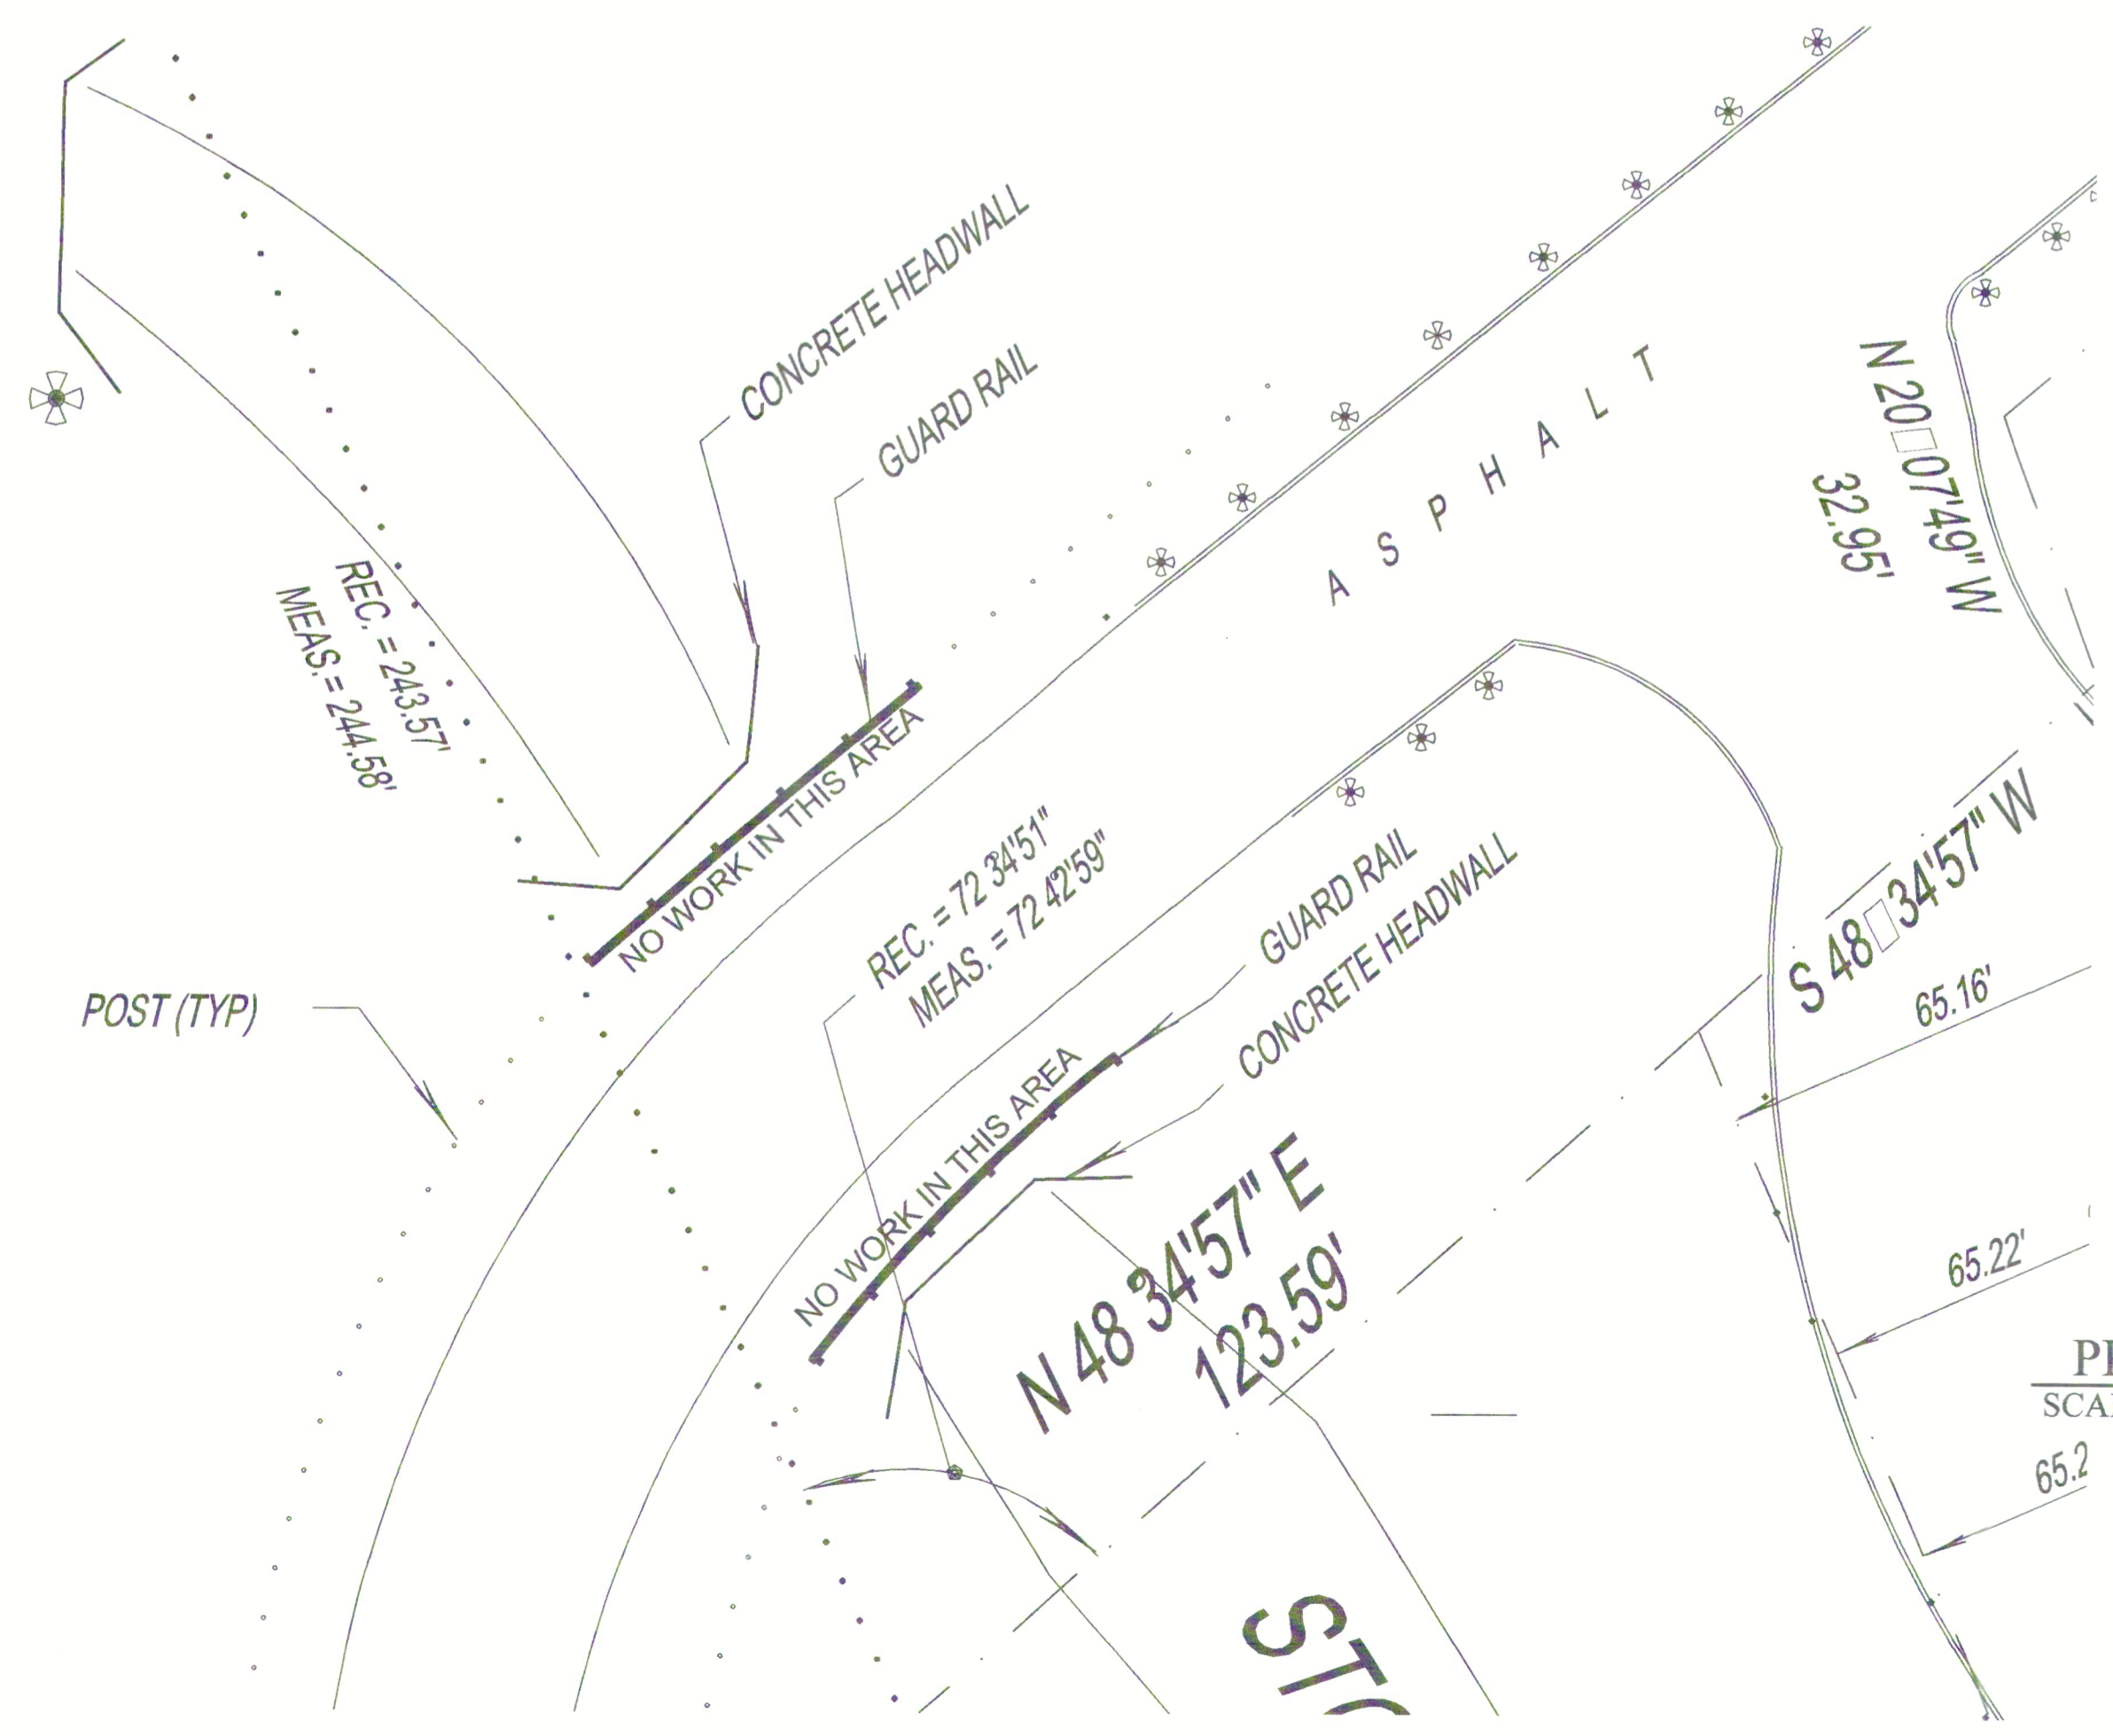 CONCRETE HEADWALL
GUARD RAIL
A S P H A L T
N 20□07'49" W
32.95'
REC. = 243.57'
MEAS. = 244.58'
NO WORK IN THIS AREA
REC. = 72°34'51"
MEAS. = 72°42'59"
GUARD RAIL
CONCRETE HEADWALL
S 48□34'57" W
65.16'
POST (TYP)
NO WORK IN THIS AREA
N 48°34'57" E
123.59'
65.22'
SCA
65.2